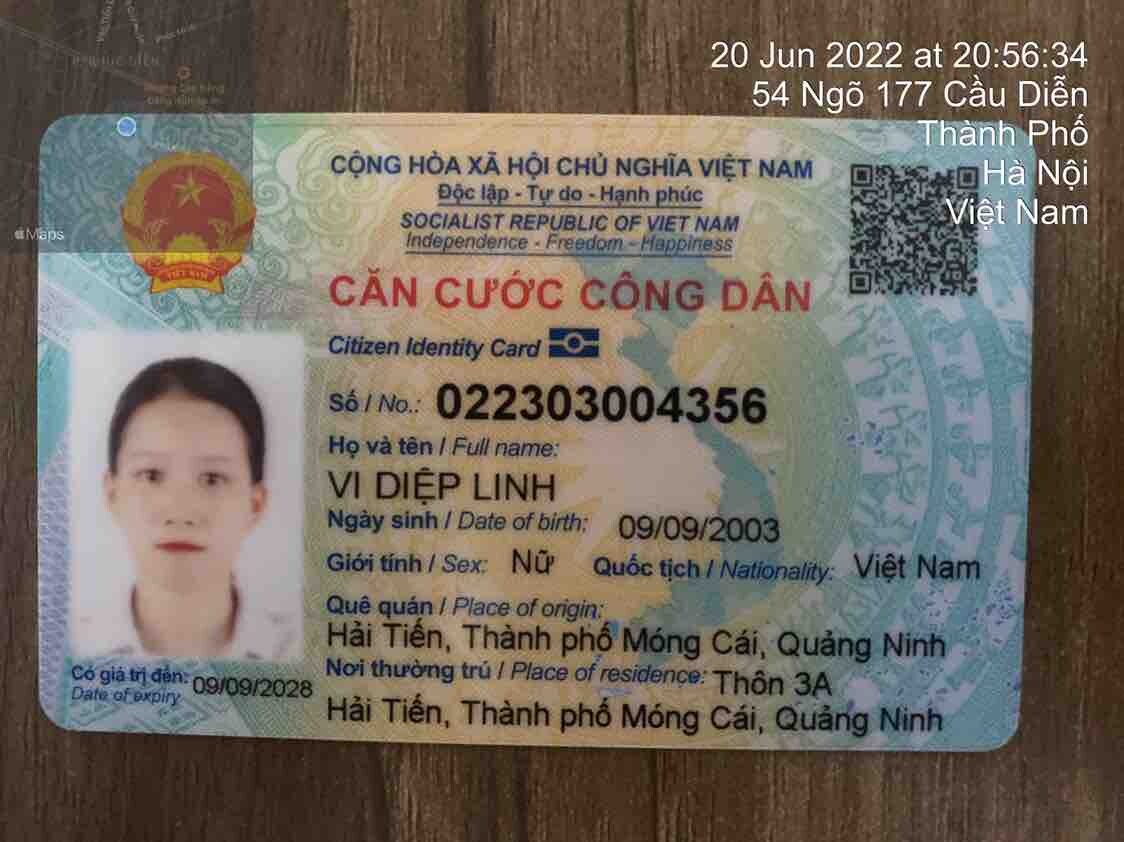 20 Jun 2022 at 20:56:34
54 Ngõ 177 Cầu Diễn
Thành Phố
Hà Nội
Việt Nam
Maps
CỘNG HÒA XÃ HỘI CHỦ NGHĨA VIỆT NAM
Độc lập - Tự do - Hạnh phúc
SOCIALIST REPUBLIC OF VIET NAM
Independence - Freedom - Happiness
CĂN CƯỚC CÔNG DÂN
Citizen Identity Card
VIỆT NAM
Số / No.: 022303004356
Họ và tên / Full name:
VI DIỆP LINH
Ngày sinh / Date of birth: 09/09/2003
Giới tính / Sex: Nữ Quốc tịch / Nationality: Việt Nam
Quê quán / Place of origin:
Hải Tiến, Thành phố Móng Cái, Quảng Ninh
Nơi thường trú / Place of residence: Thôn 3A
Hải Tiến, Thành phố Móng Cái, Quảng Ninh
Có giá trị đến: 09/09/2028
Date of expiry